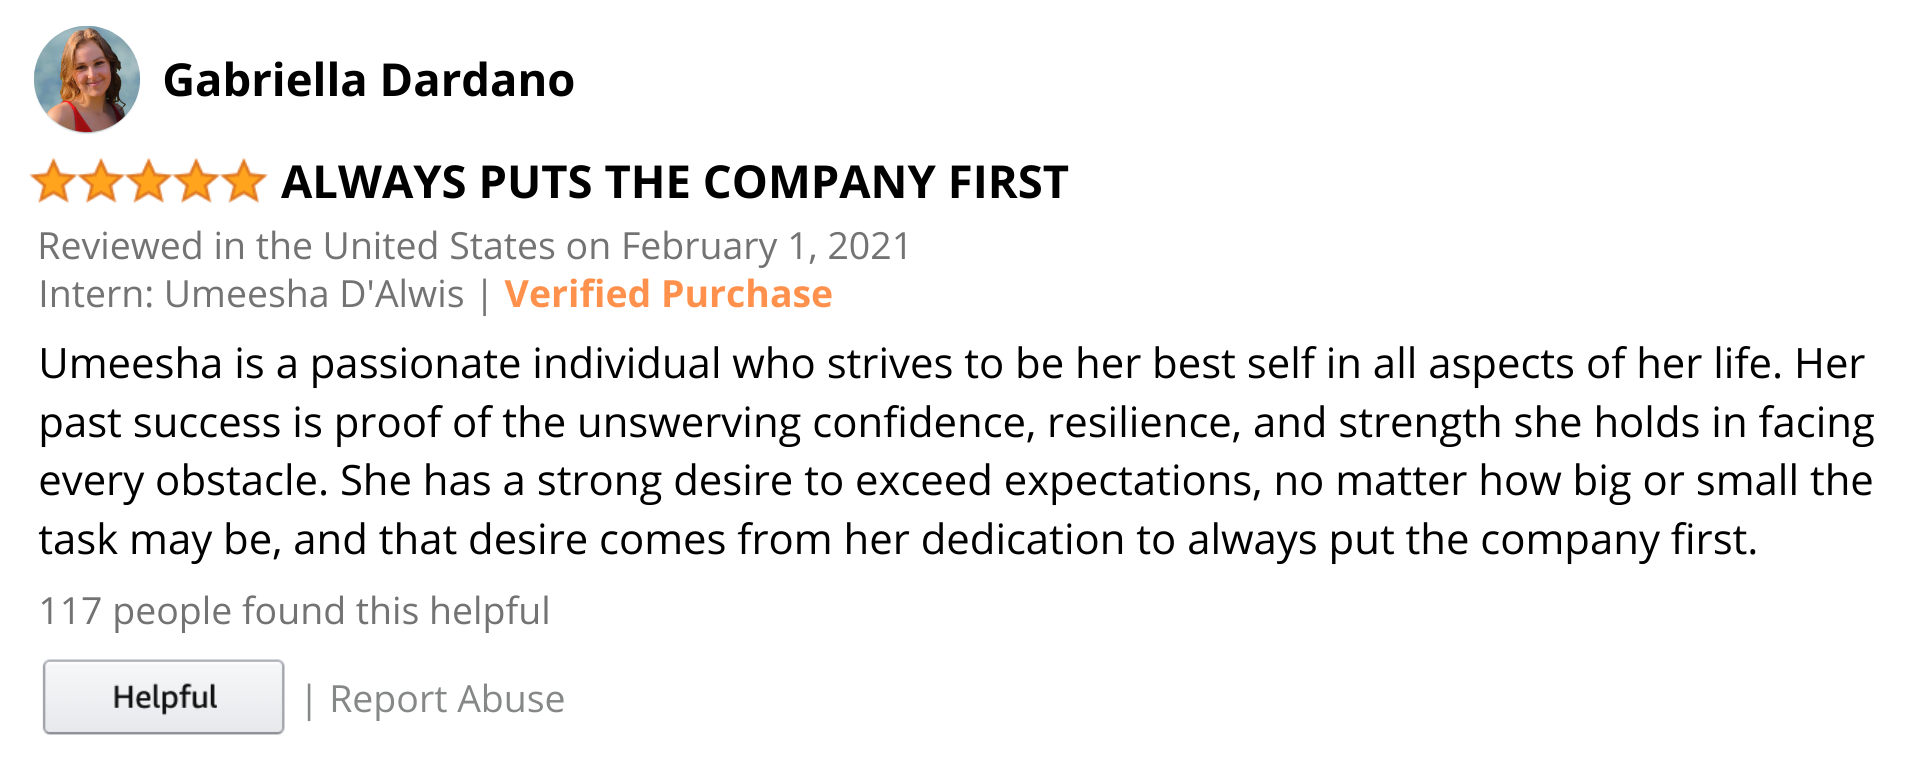 Gabriella Dardano
ALWAYS PUTS THE COMPANY FIRST
Reviewed in the United States on February 1, 2021
Intern: Umeesha D'Alwis | Verified Purchase
Umeesha is a passionate individual who strives to be her best self in all aspects of her life. Her
past success is proof of the unswerving confidence, resilience, and strength she holds in facing
every obstacle. She has a strong desire to exceed expectations, no matter how big or small the
task may be, and that desire comes from her dedication to always put the company first.
117 people found this helpful
Helpful | Report Abuse